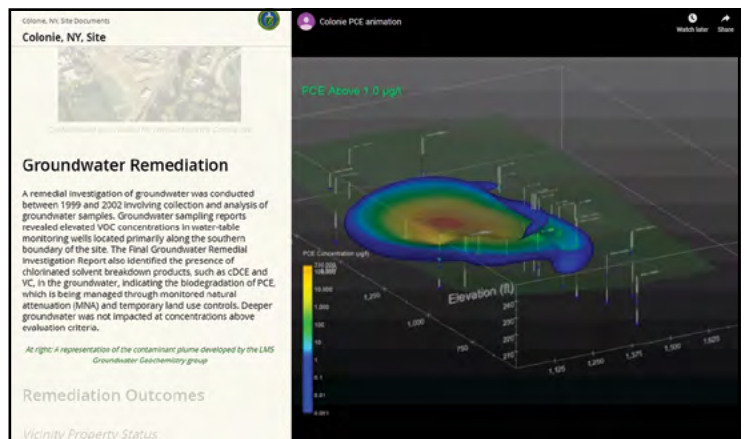 Colonie, NY, Site Documents
Colonie, NY, Site
Groundwater Remediation
A remedial investigation of groundwater was conducted
between 1999 and 2002 involving collection and analysis of
groundwater samples. Groundwater sampling reports
revealed elevated VOC concentrations in water-table
monitoring wells located primarily along the southern
boundary of the site. The Final Groundwater Remedial
Investigation Report also identified the presence of
chlorinated solvent breakdown products, such as cDCE and
VC, in the groundwater, indicating the biodegradation of PCE,
which is being managed through monitored natural
attenuation (MNA) and temporary land use controls. Deeper
groundwater was not impacted at concentrations above
evaluation criteria.
At right: A representation of the contaminant plume developed by the LMS
Groundwater Geochemistry group
Remediation Outcomes
Vicinity Property Status
Colonie PCE animation
Watch later
Share
PCE Above 1.0 µg/l
PCE Concentration (µg/l)
10,000
1,000
100
10
1
0.1
0.01
0.001
1,250
1,000
750
Elevation (ft)
240
230
220
210
1,125
1,250
1,375
1,500
1,625